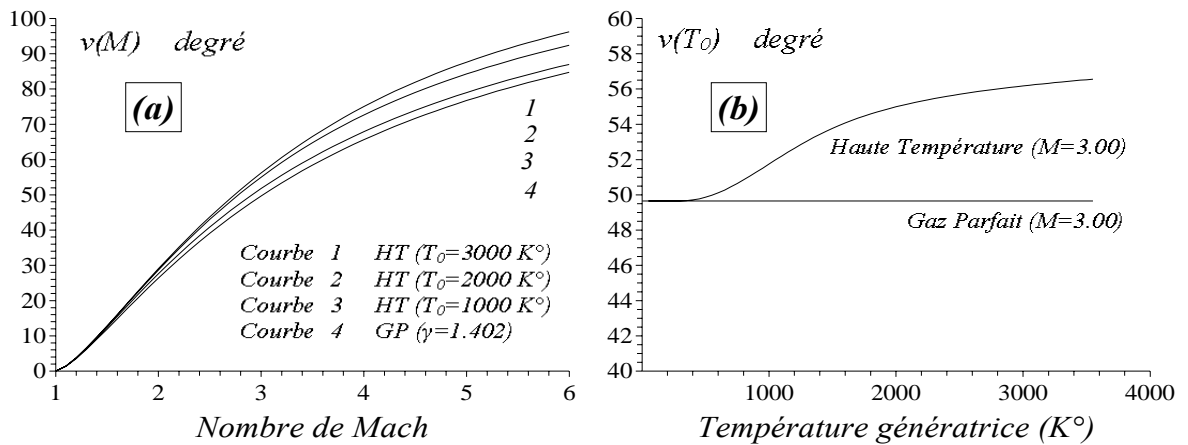 100
90
80
70
60
50
40
30
20
10
0
ν(M) degré
(a)
1
2
3
4
Courbe 1 HT (T₀=3000 K°)
Courbe 2 HT (T₀=2000 K°)
Courbe 3 HT (T₀=1000 K°)
Courbe 4 GP (γ=1.402)
1 2 3 4 5 6
Nombre de Mach
60
58
56
54
52
50
48
46
44
42
40
ν(T₀) degré
(b)
Haute Température (M=3.00)
Gaz Parfait (M=3.00)
1000 2000 3000 4000
Température génératrice (K°)